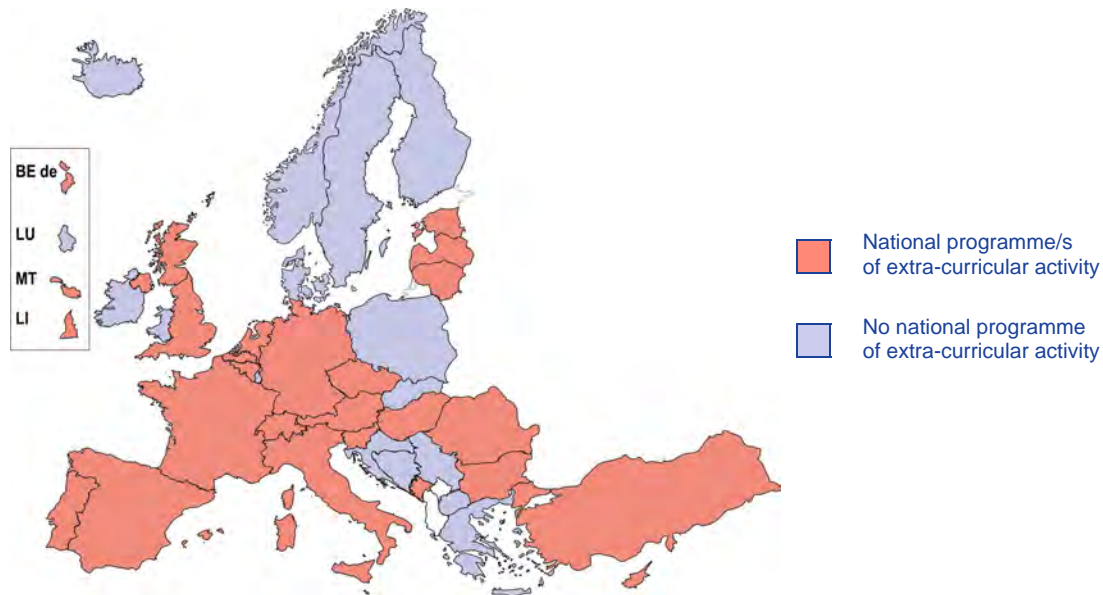 BE de
LU
MT
LI
National programme/s
of extra-curricular activity
No national programme
of extra-curricular activity